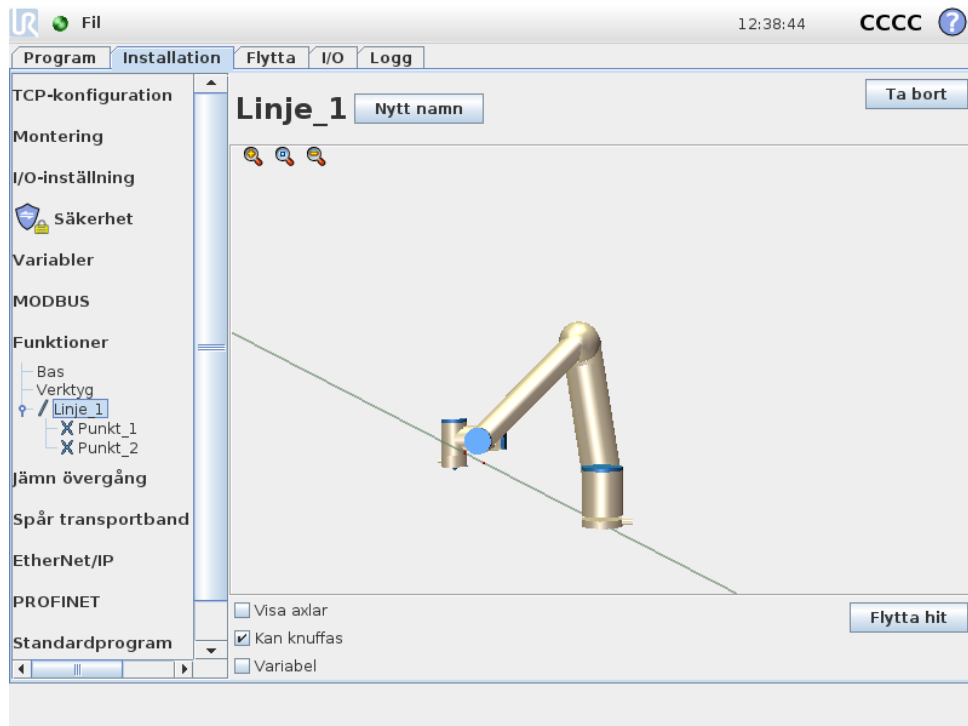 UR Fil 12:38:44 CCCC ?
Program Installation Flytta I/O Logg
TCP-konfiguration
Montering
I/O-inställning
Säkerhet
Variabler
MODBUS
Funktioner
Bas
Verktyg
Linje_1
Punkt_1
Punkt_2
Jämn övergång
Spår transportband
EtherNet/IP
PROFINET
Standardprogram
Linje_1 Nytt namn Ta bort
Visa axlar
Kan knuffas
Variabel
Flytta hit